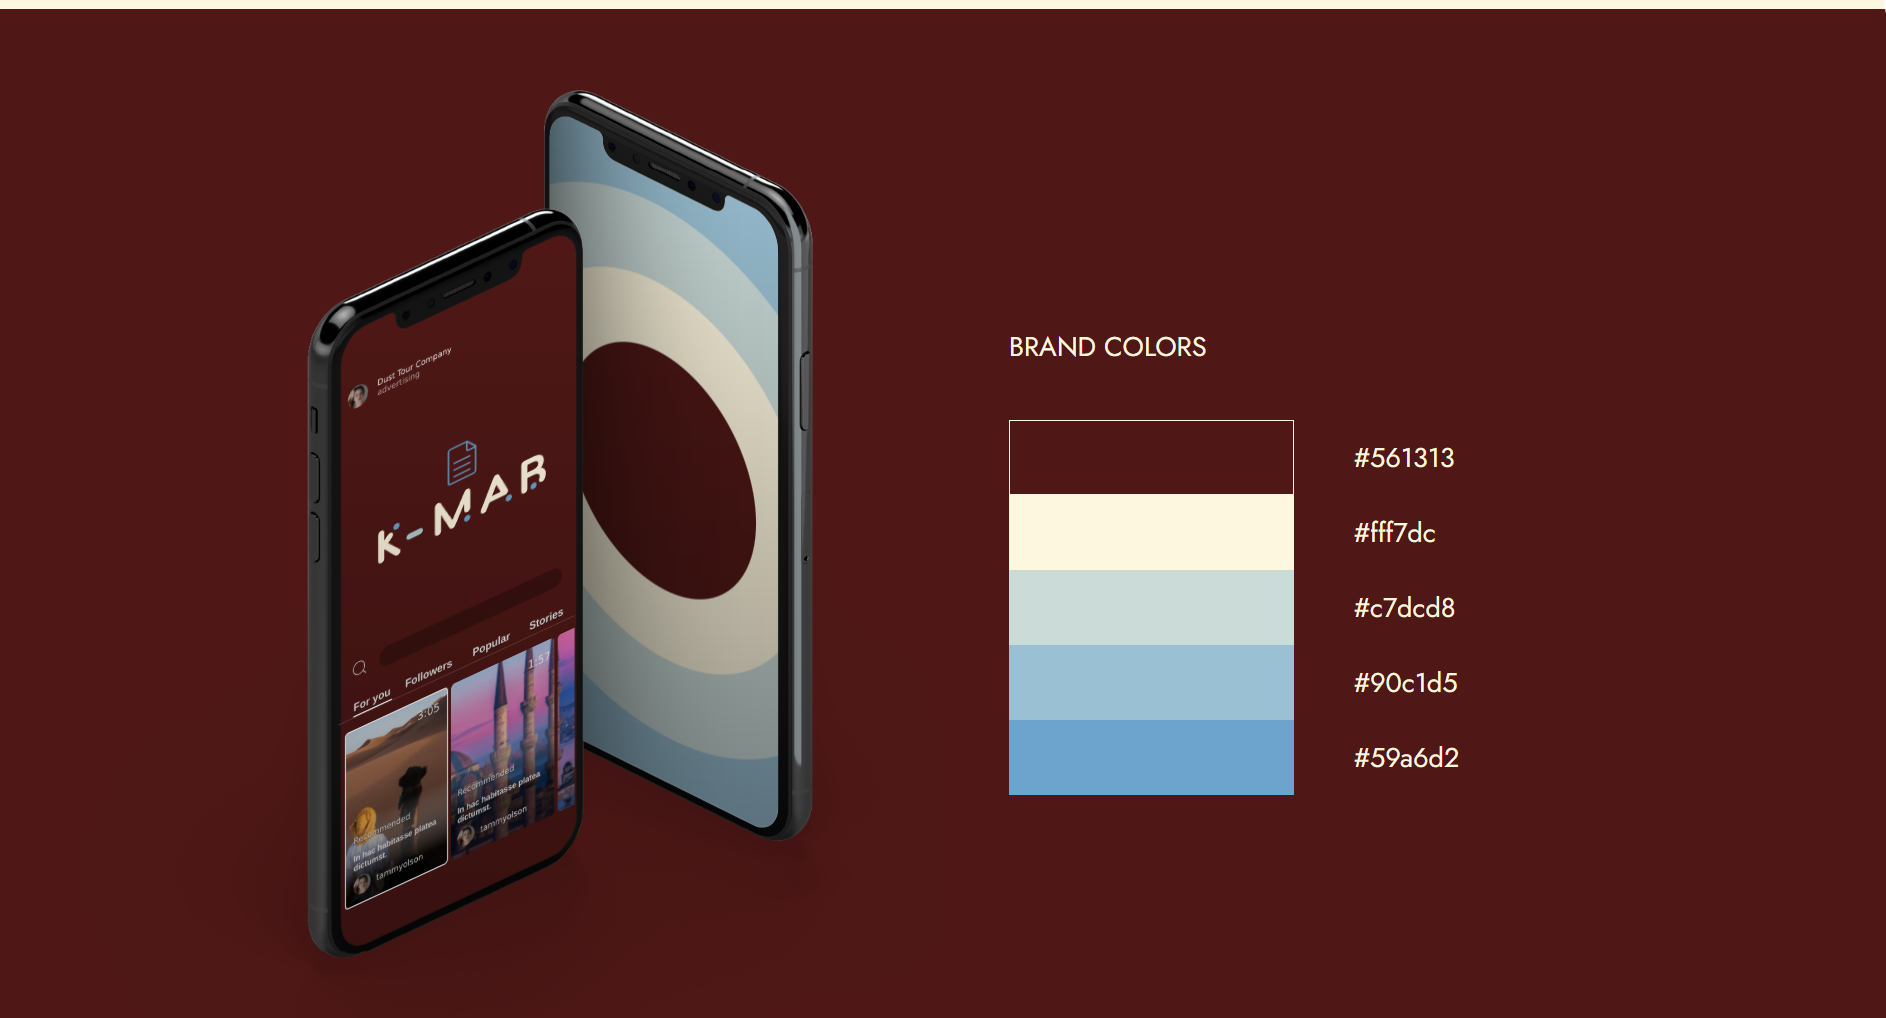 Dust Tour Company
advertising
K-MAR
For you Followers Popular Stories
3:05
Recommended
In hac habitasse platea
dictumst.
tammyolson
1:57
Recommended
In hac habitasse platea
dictumst.
tammyolson
BRAND COLORS
#561313
#fff7dc
#c7dcd8
#90c1d5
#59a6d2